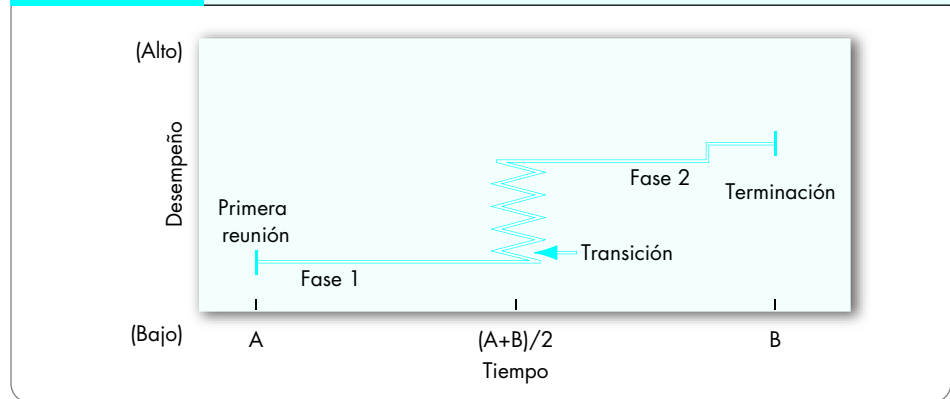 (Alto)
Desempeño
Primera
reunión
Fase 1
Transición
Fase 2
Terminación
(Bajo)
A
(A+B)/2
B
Tiempo